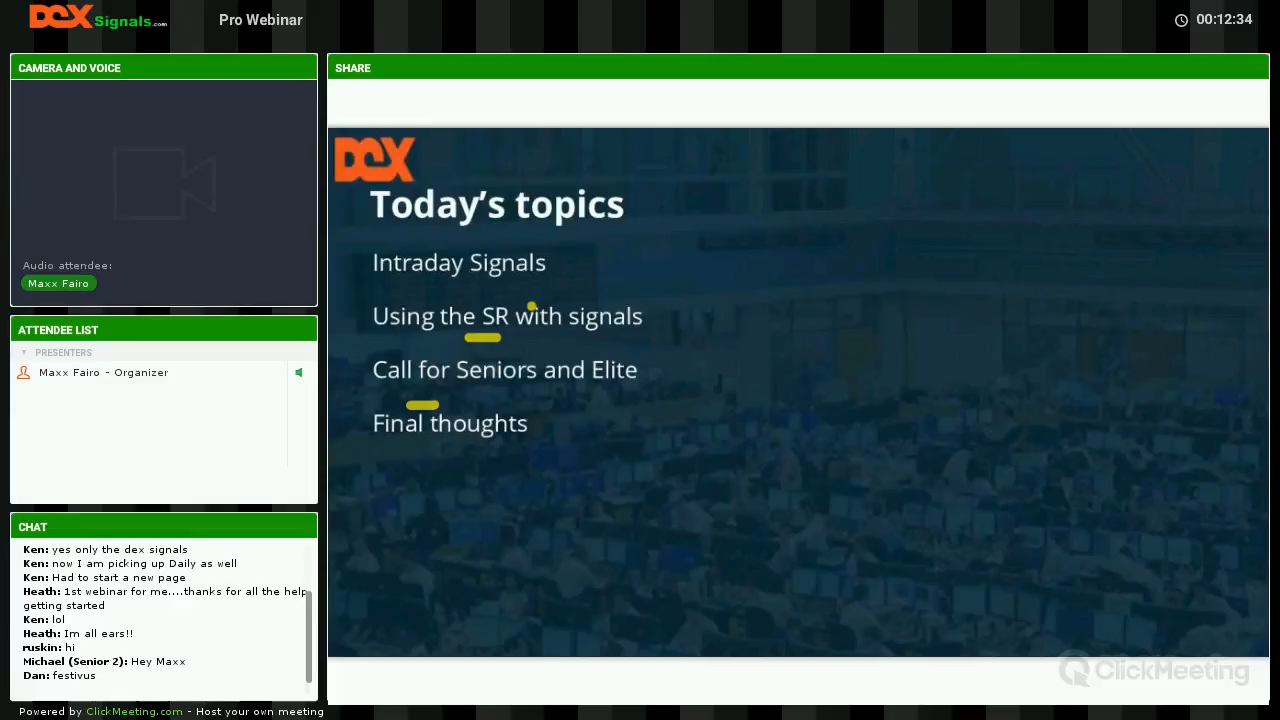 DEX Signals.com
Pro Webinar
00:12:34
CAMERA AND VOICE
Audio attendee:
Maxx Fairo
ATTENDEE LIST
PRESENTERS
Maxx Fairo - Organizer
CHAT
Ken: yes only the dex signals
Ken: now I am picking up Daily as well
Ken: Had to start a new page
Heath: 1st webinar for me....thanks for all the help
getting started
Ken: lol
Heath: Im all ears!!
ruskin: hi
Michael (Senior 2): Hey Maxx
Dan: festivus
Powered by ClickMeeting.com - Host your own meeting
SHARE
DEX
Today's topics
Intraday Signals
Using the SR with signals
Call for Seniors and Elite
Final thoughts
ClickMeeting